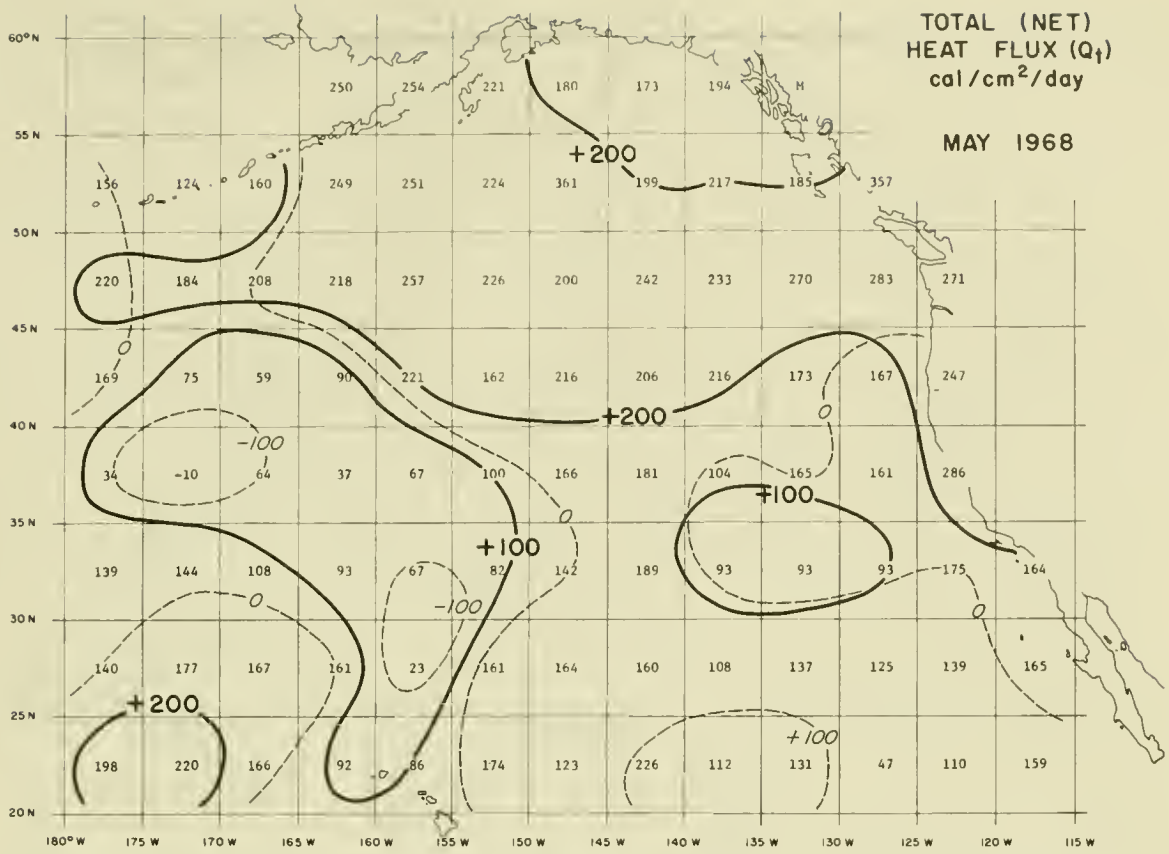 TOTAL (NET)
HEAT FLUX (Qt)
cal/cm²/day
MAY 1968
60°N
250 254 221 180 173 194 M
55 N
+200
156 124 160 249 251 224 361 199 217 185 357
50 N
220 184 208 218 257 226 200 242 233 270 283 271
45 N
0
169 75 59 90 221 162 216 206 216 173 167 247
0
+200
40 N
-100
34 -10 64 37 67 100 166 181 104 165 161 286
+100
0
35 N
+100
139 144 108 93 67 82 142 189 93 93 93 175 164
0 -100 0
30 N
140 177 167 161 23 161 164 160 108 137 125 139 165
+200
25 N
+100
198 220 166 92 86 174 123 226 112 131 47 110 159
20 N
180° W 175 W 170 W 165 W 160 W 155 W 150 W 145 W 140 W 135 W 130 W 125 W 120 W 115 W